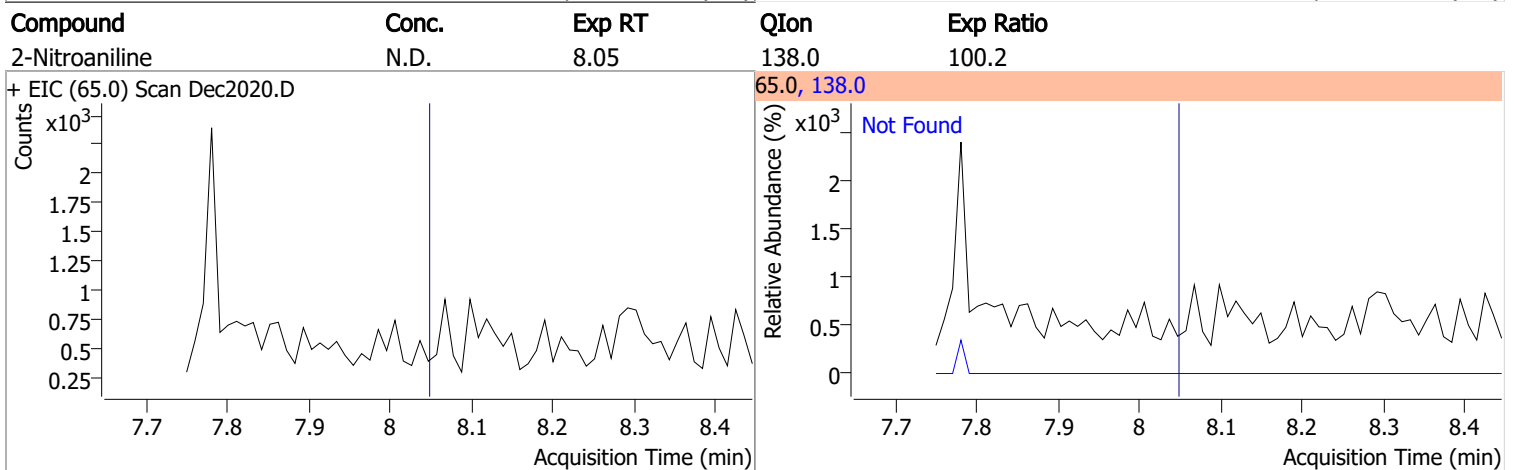 Compound Conc. Exp RT QIon Exp Ratio
2-Nitroaniline N.D. 8.05 138.0 100.2
+ EIC (65.0) Scan Dec2020.D
Counts
x10³
2
1.75
1.5
1.25
1
0.75
0.5
0.25
7.7 7.8 7.9 8 8.1 8.2 8.3 8.4
Acquisition Time (min)
65.0, 138.0
Relative Abundance (%)
x10³
Not Found
2
1.5
1
0.5
0
7.7 7.8 7.9 8 8.1 8.2 8.3 8.4
Acquisition Time (min)